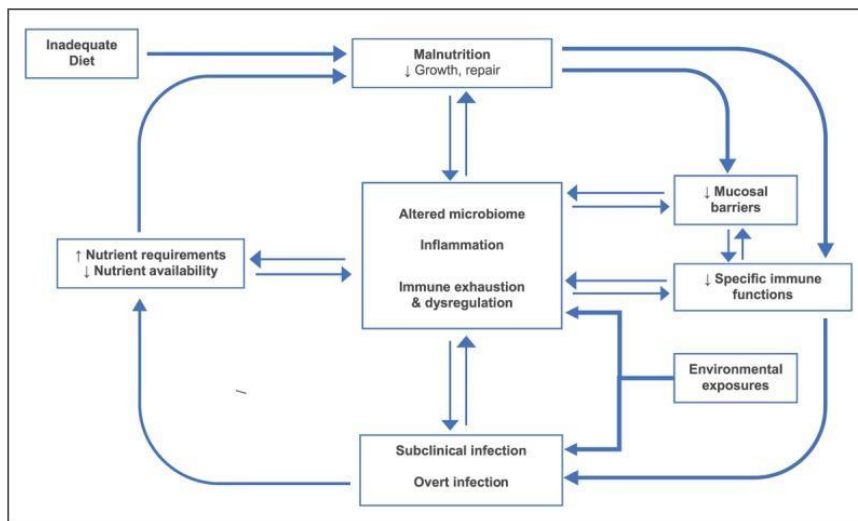 Inadequate
Diet
Malnutrition
↓ Growth, repair
Altered microbiome
Inflammation
Immune exhaustion
& dysregulation
↓ Mucosal
barriers
↑ Nutrient requirements
↓ Nutrient availability
↓ Specific immune
functions
Environmental
exposures
Subclinical infection
Overt infection